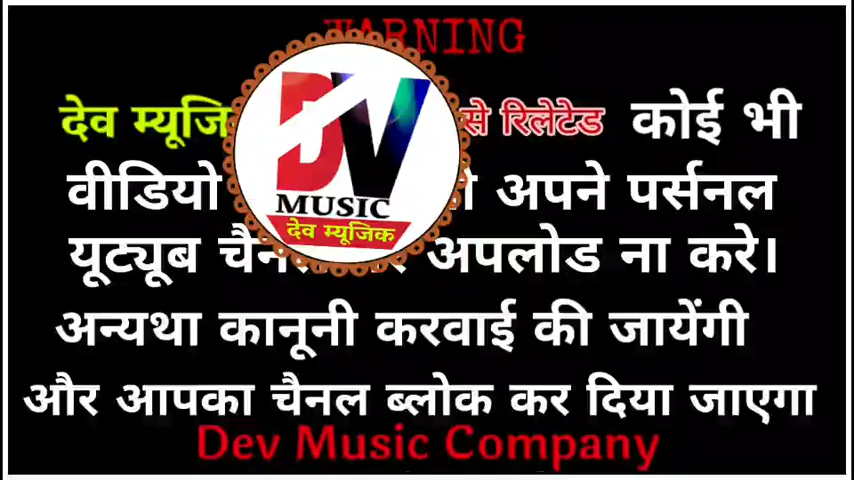 WARNING
देव म्यूजि से रिलेटेड कोई भी
वीडियो अपने पर्सनल
यूट्यूब चैनल अपलोड ना करे।
अन्यथा कानूनी करवाई की जायेंगी
और आपका चैनल ब्लोक कर दिया जाएगा
Dev Music Company
DV
MUSIC
देव म्यूजिक